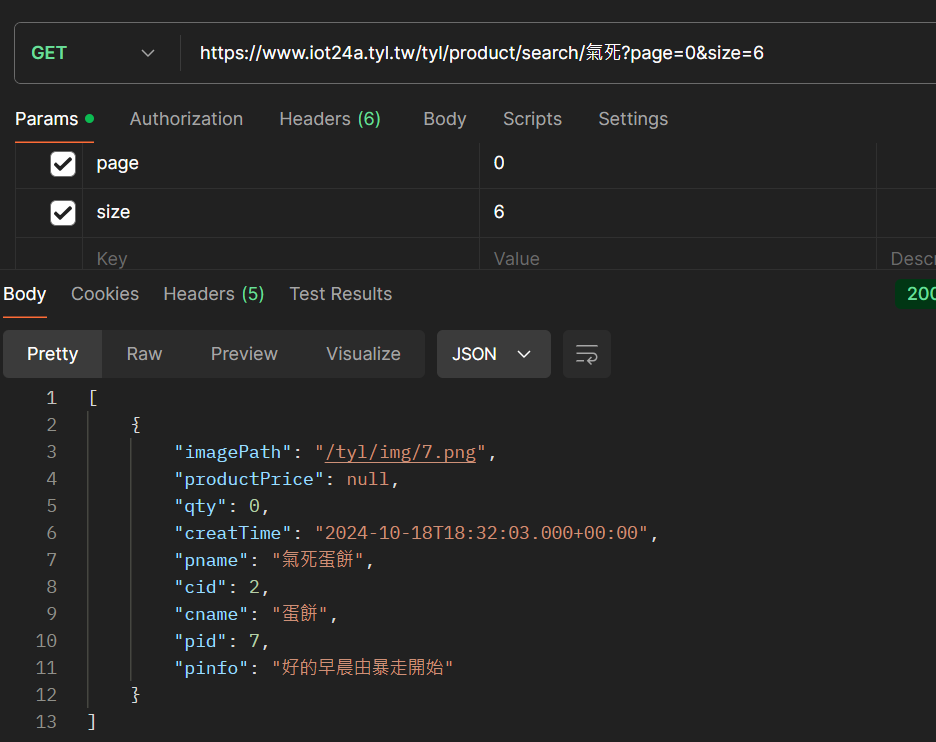 GET https://www.iot24a.tyl.tw/tyl/product/search/氣死?page=0&size=6
Params Authorization Headers (6) Body Scripts Settings
page 0
size 6
Key Value Descr
Body Cookies Headers (5) Test Results 200
Pretty Raw Preview Visualize JSON
1 [
2 {
3 "imagePath": "/tyl/img/7.png",
4 "productPrice": null,
5 "qty": 0,
6 "creatTime": "2024-10-18T18:32:03.000+00:00",
7 "pname": "氣死蛋餅",
8 "cid": 2,
9 "cname": "蛋餅",
10 "pid": 7,
11 "pinfo": "好的早晨由暴走開始"
12 }
13 ]